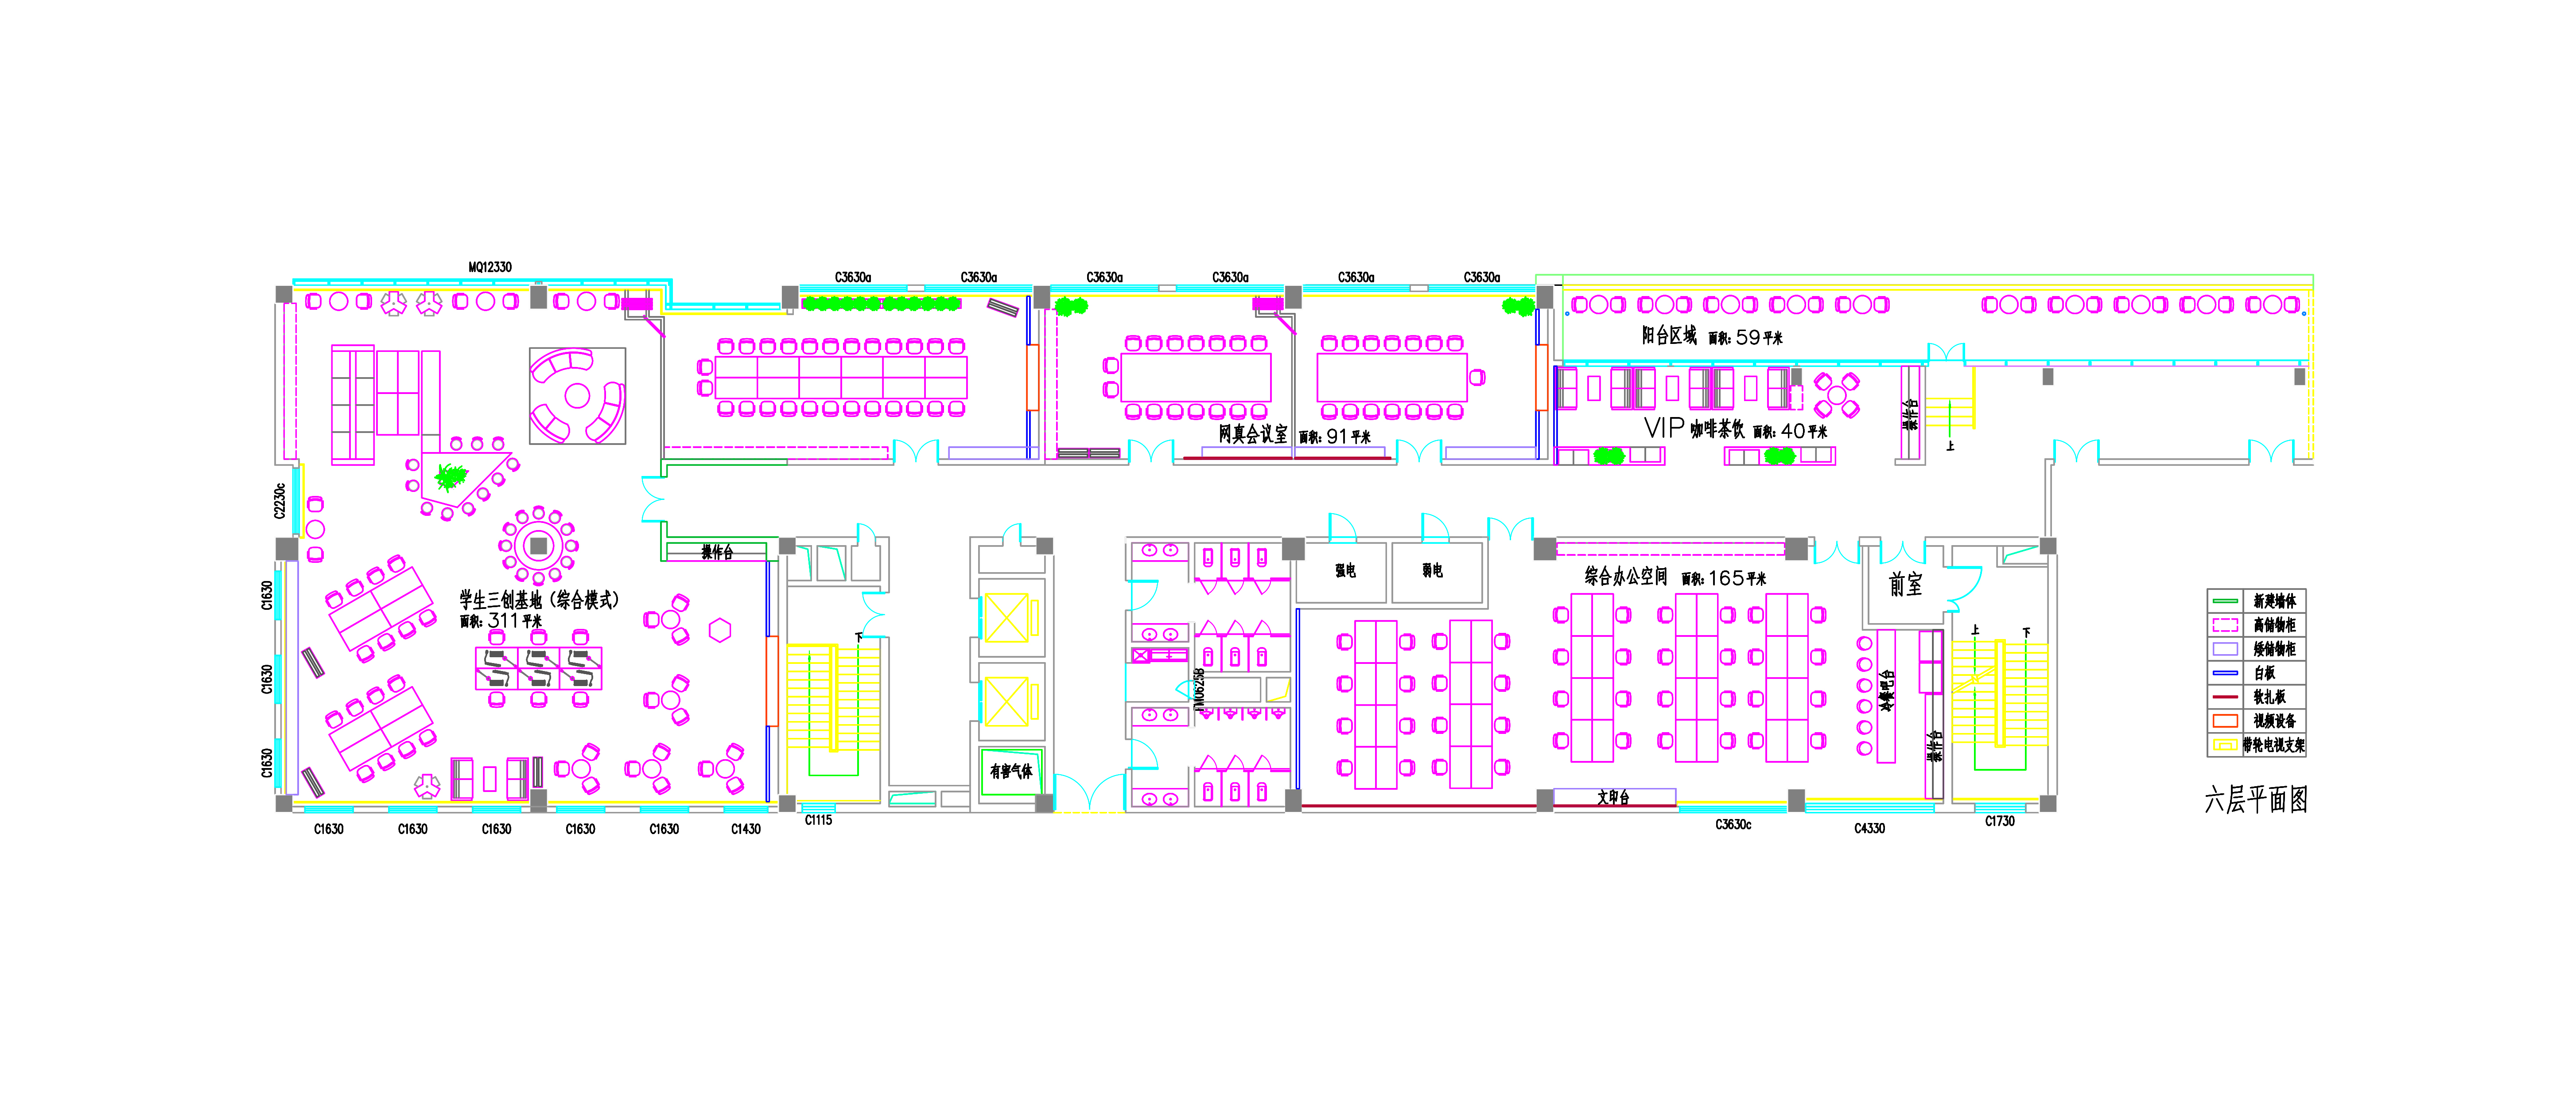 MQ12330
C3630a
C3630a
C3630a
C3630a
C3630a
C3630a
阳台区域 面积: 59平米
操作台
VIP 咖啡茶饮 面积: 40平米
网真会议室 面积: 91平米
上
C2230c
操作台
强电
弱电
综合办公空间 面积: 165平米
前室
C1630
学生三创基地 (综合模式)
面积: 311平米
下
上
下
C1630
FM0625B
冷餐吧台
操作台
C1630
有害气体
文印台
C1630
C1630
C1630
C1630
C1630
C1430
C1115
C3630c
C4330
C1730
新建墙体
高储物柜
矮储物柜
白板
软扎板
视频设备
带轮电视支架
六层平面图